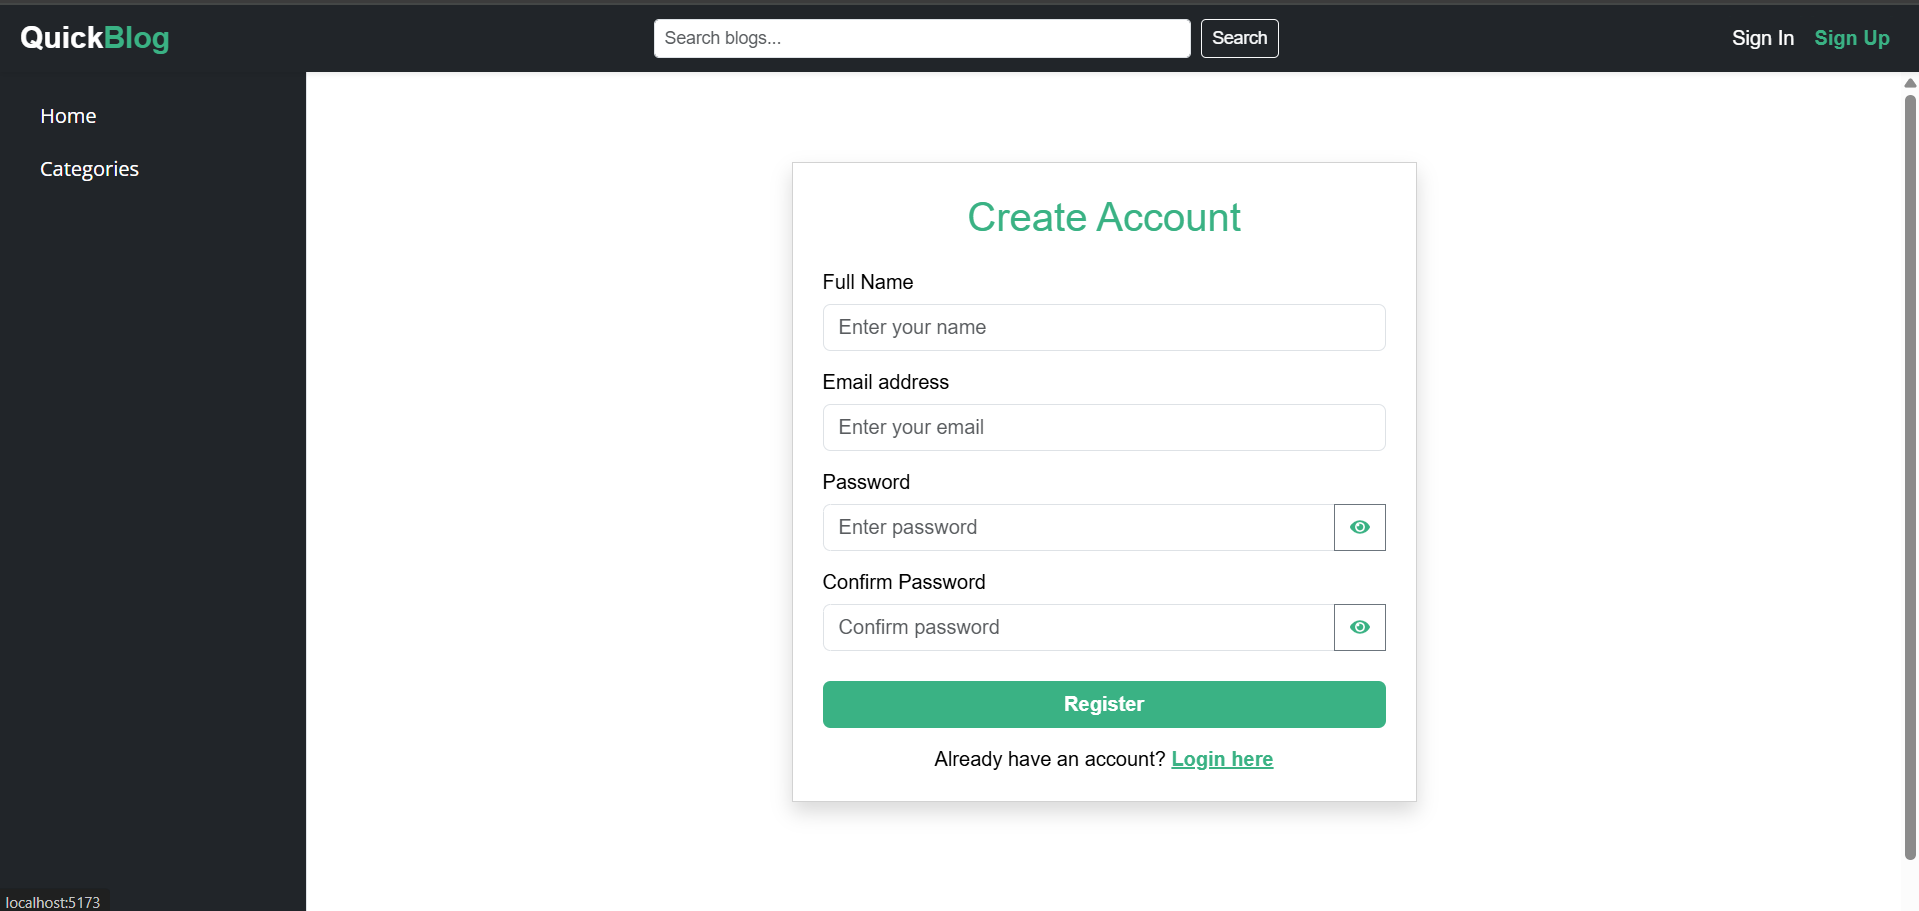 QuickBlog
Search blogs...
Search
Sign In
Sign Up
Home
Categories
Create Account
Full Name
Enter your name
Email address
Enter your email
Password
Enter password
Confirm Password
Confirm password
Register
Already have an account? Login here
localhost:5173